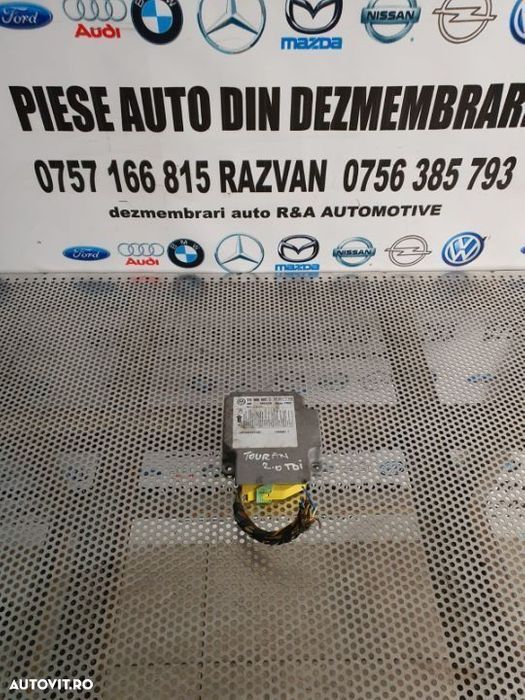 Ford
Audi
mazda
NISSAN
PIESE AUTO DIN DEZMEMBRARI
0757 166 815 RAZVAN 0756 385 793
dezmembrari auto R&A AUTOMOTIVE
Ford
Audi
BMW
mazda
NISSAN
TOURAN
2.0 TDi
AUTOVIT.RO